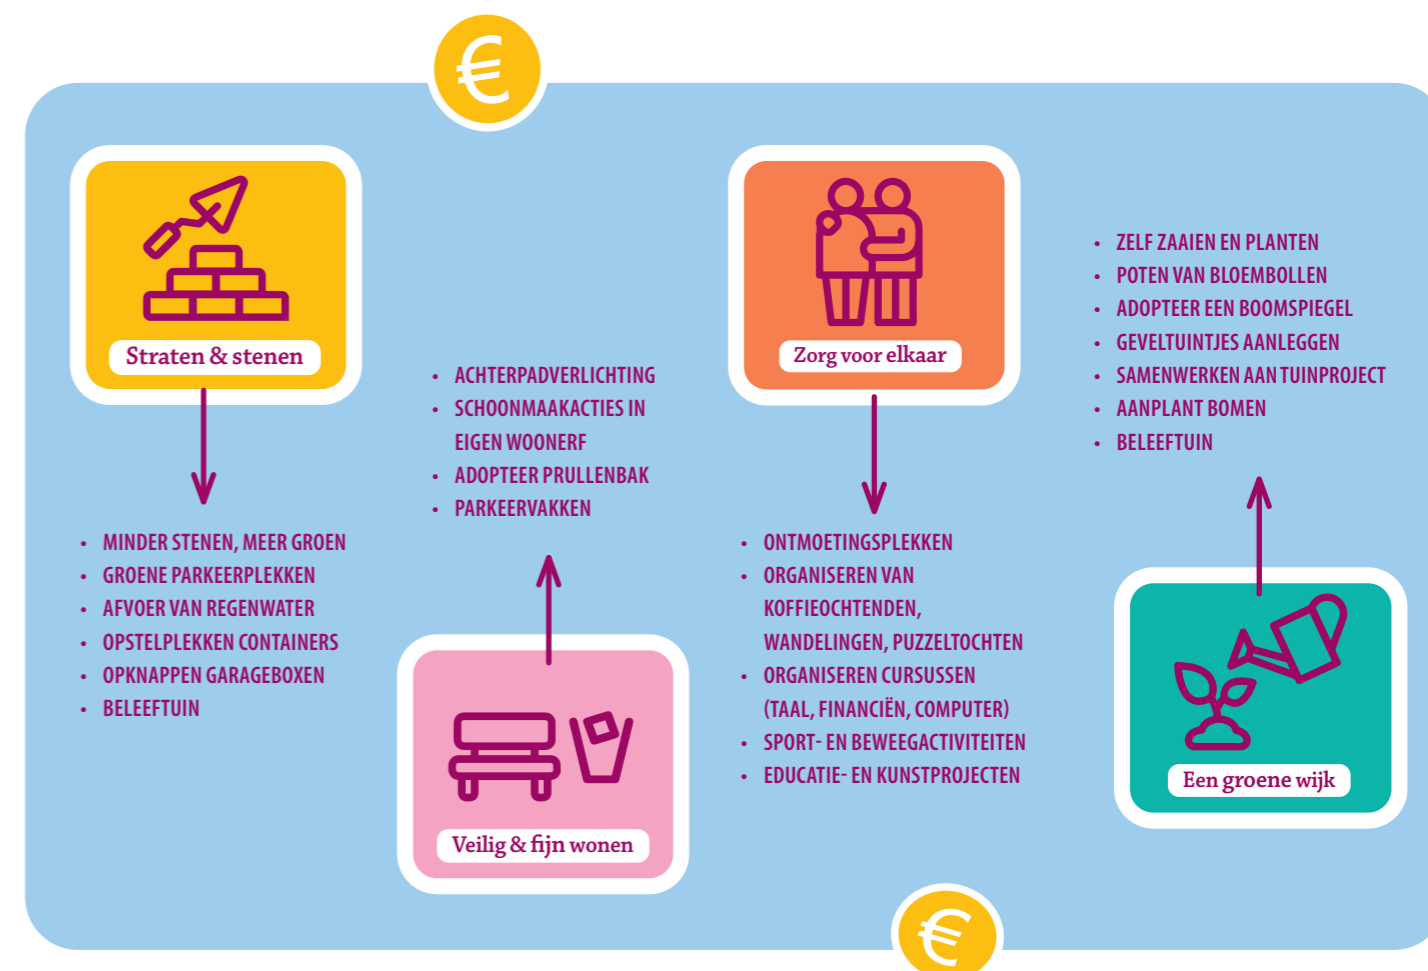 €
Straten & stenen
• MINDER STENEN, MEER GROEN
• GROENE PARKEERPLEKKEN
• AFVOER VAN REGENWATER
• OPSTELPLEKKEN CONTAINERS
• OPKNAPPEN GARAGEBOXEN
• BELEEFTUIN
• ACHTERPADVERLICHTING
• SCHOONMAAKACTIES IN
EIGEN WOONERF
• ADOPTEER PRULLENBAK
• PARKEERVAKKEN
Veilig & fijn wonen
Zorg voor elkaar
• ONTMOETINGSPLEKKEN
• ORGANISEREN VAN
KOFFIEOCHTENDEN,
WANDELINGEN, PUZZELTOCHTEN
• ORGANISEREN CURSUSSEN
(TAAL, FINANCIËN, COMPUTER)
• SPORT- EN BEWEEGACTIVITEITEN
• EDUCATIE- EN KUNSTPROJECTEN
• ZELF ZAAIEN EN PLANTEN
• POTEN VAN BLOEMBOLLEN
• ADOPTEER EEN BOOMSPIEGEL
• GEVELTUINTJES AANLEGGEN
• SAMENWERKEN AAN TUINPROJECT
• AANPLANT BOMEN
• BELEEFTUIN
Een groene wijk
€